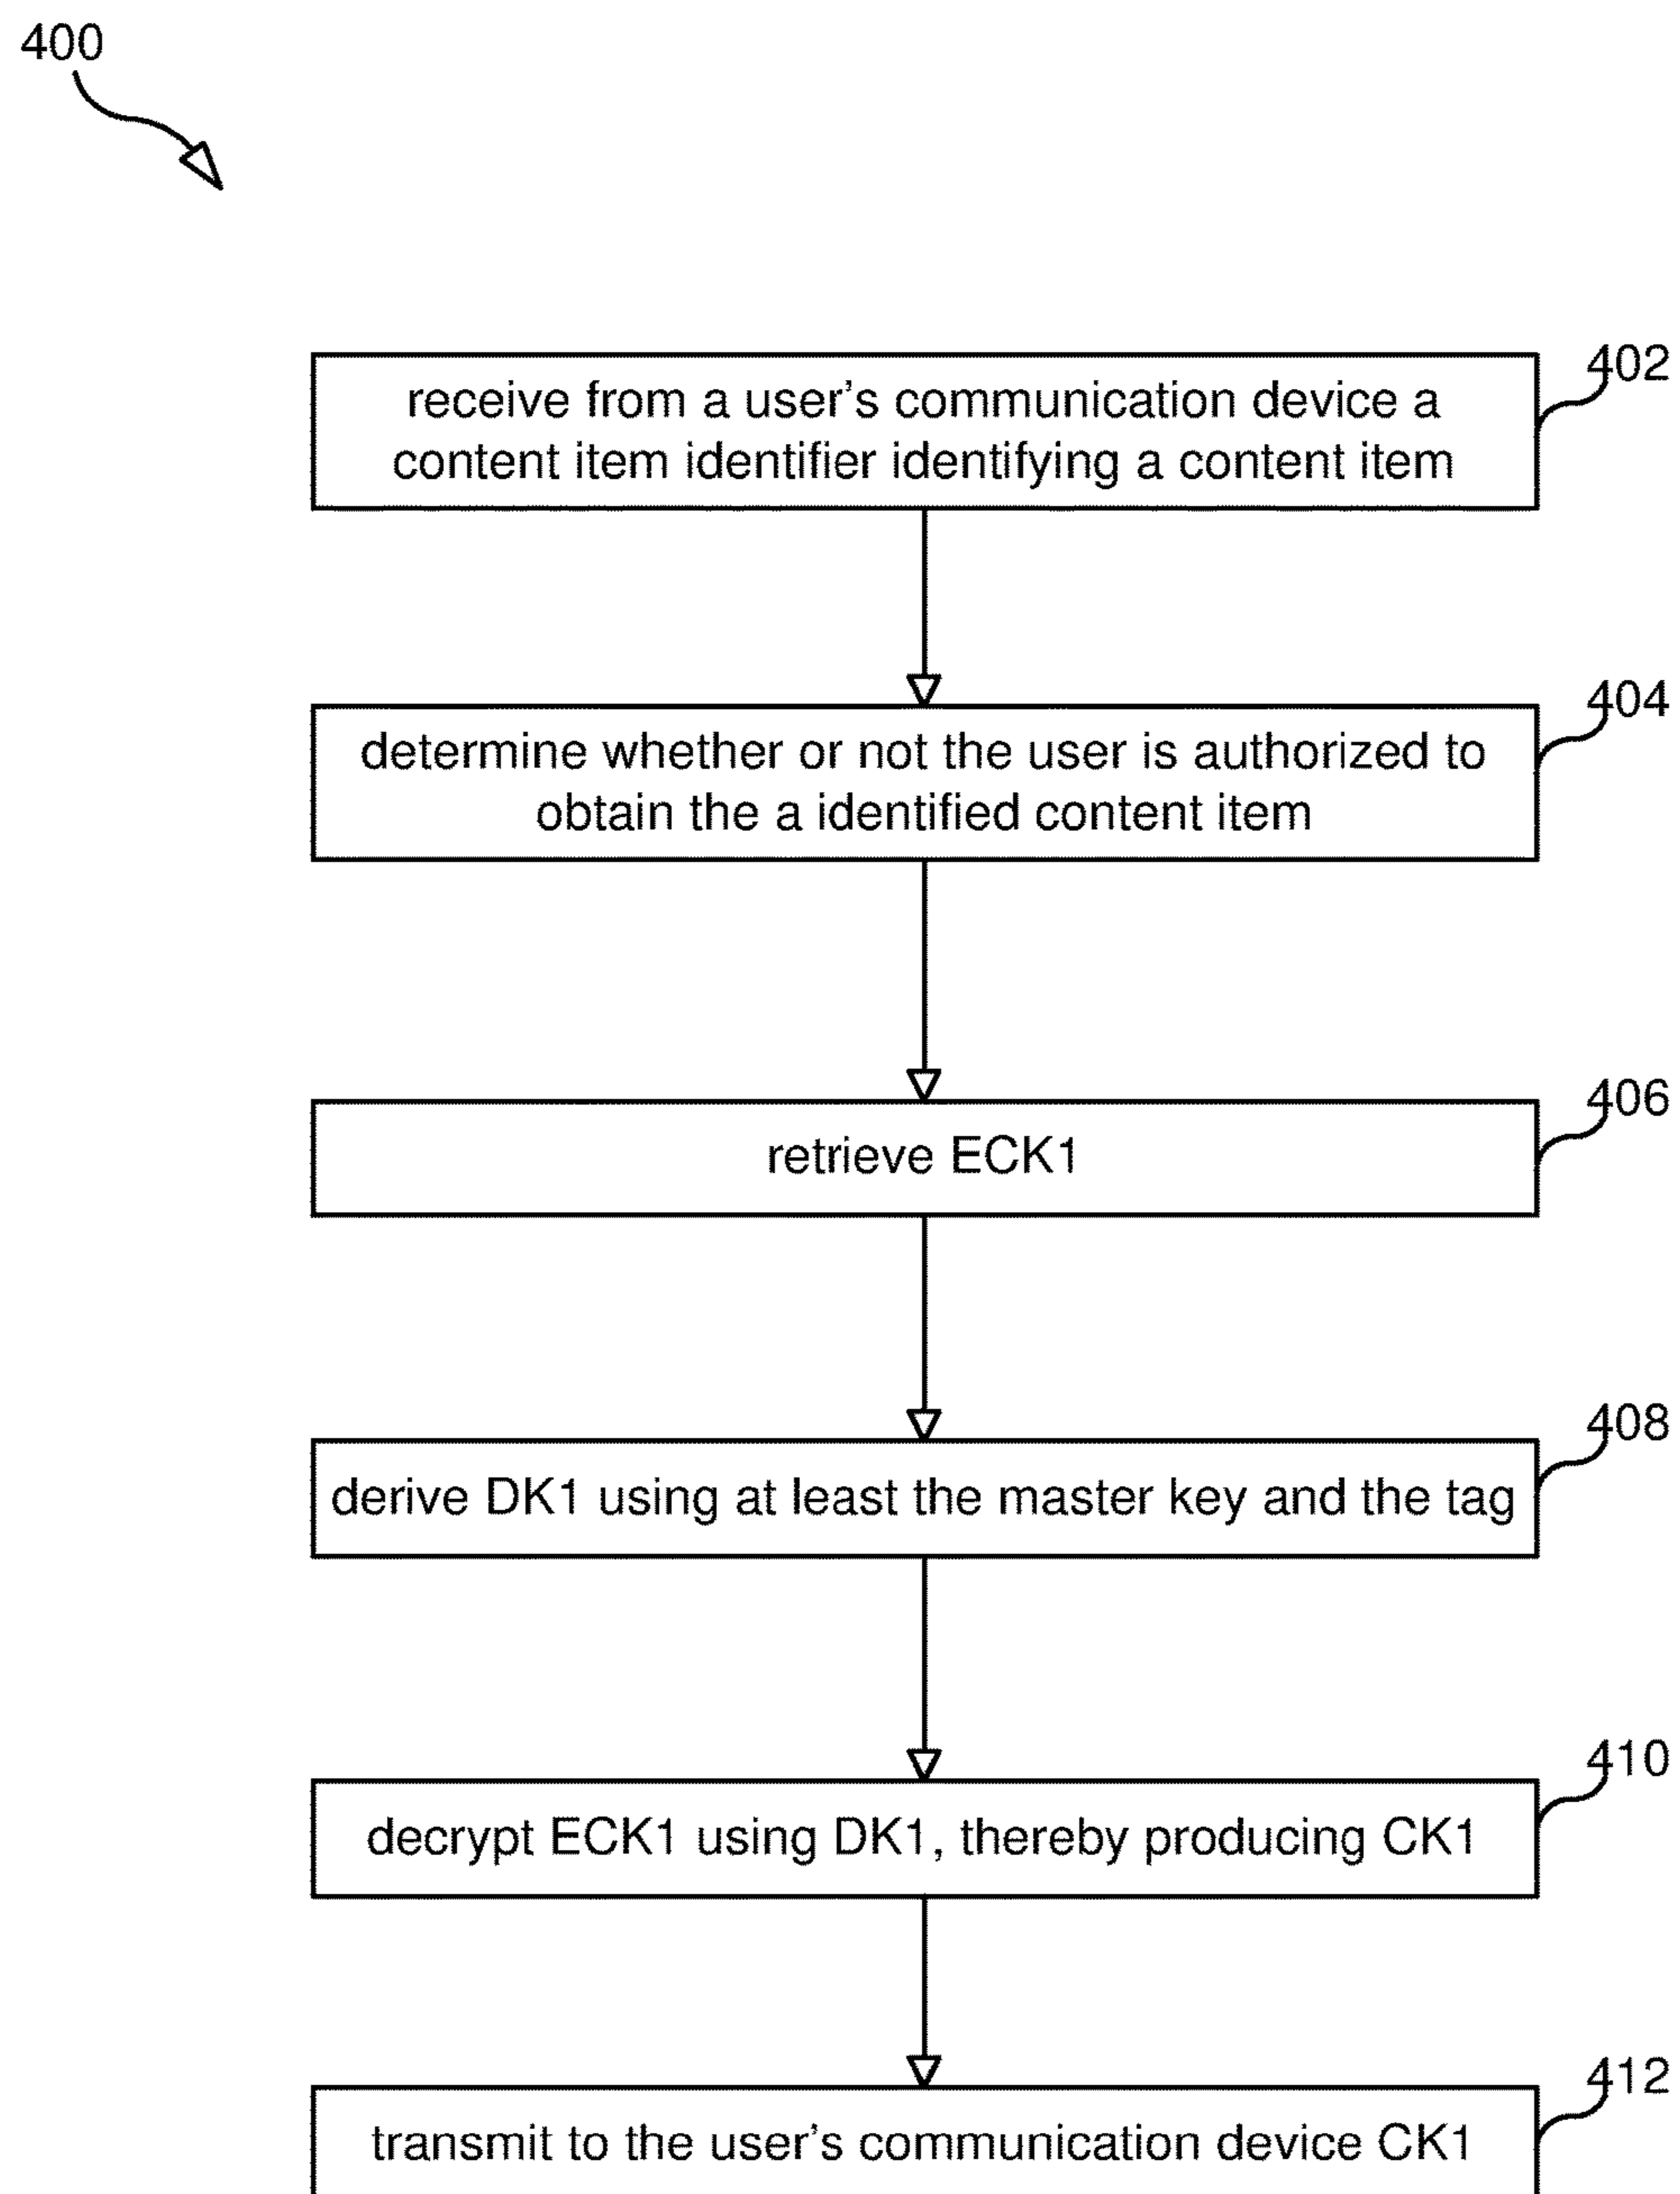 400
402
receive from a user's communication device a
content item identifier identifying a content item
404
determine whether or not the user is authorized to
obtain the a identified content item
406
retrieve ECK1
408
derive DK1 using at least the master key and the tag
410
decrypt ECK1 using DK1, thereby producing CK1
412
transmit to the user's communication device CK1